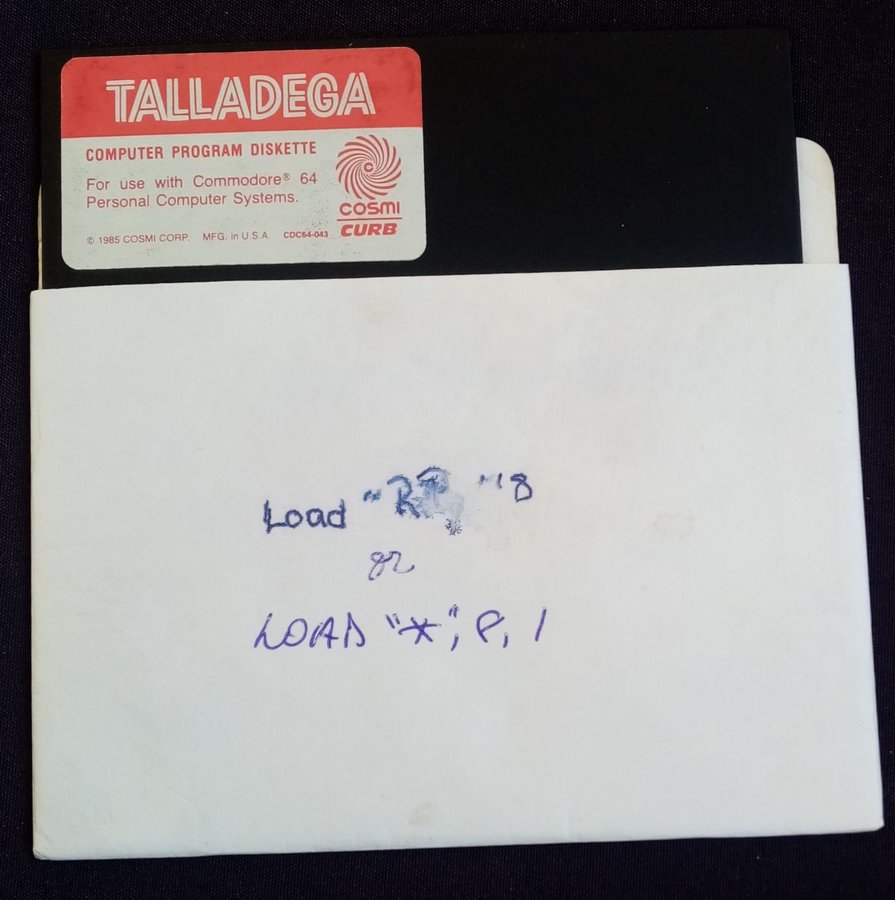 TALLADEGA
COMPUTER PROGRAM DISKETTE
For use with Commodore® 64
Personal Computer Systems.
C
COSMI
CURB
© 1985 COSMI CORP. MFG. in U.S.A. CDC64-043
Load " "8
or
LOAD "*", 8, 1